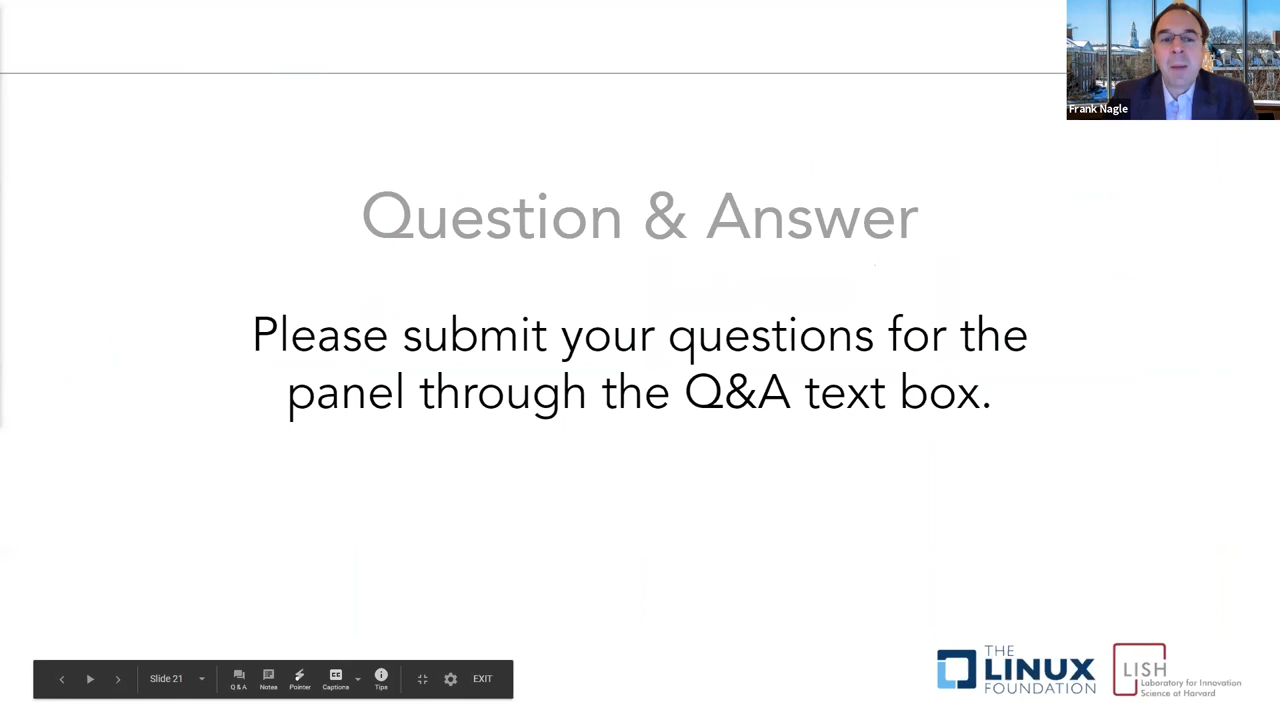 Frank Nagle
Question & Answer
Please submit your questions for the
panel through the Q&A text box.
Slide 21
Q & A
Notes
Pointer
CC
Captions
Tips
EXIT
THE
LINUX
FOUNDATION
LISH
Laboratory for Innovation
Science at Harvard